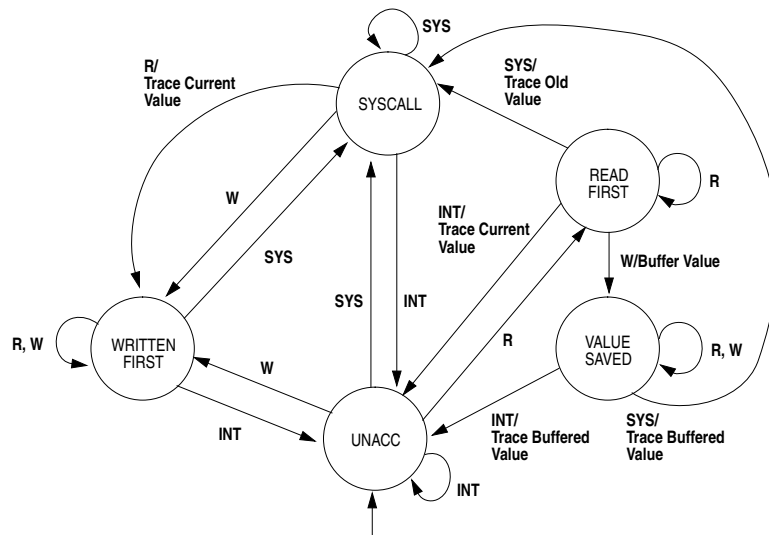 SYS
R/
Trace Current
Value
SYS/
Trace Old
Value
SYSCALL
READ
FIRST
R
W
INT/
Trace Current
Value
W/Buffer Value
SYS
SYS
INT
R
R, W
WRITTEN
FIRST
W
VALUE
SAVED
R, W
INT
UNACC
INT/
Trace Buffered
Value
SYS/
Trace Buffered
Value
INT